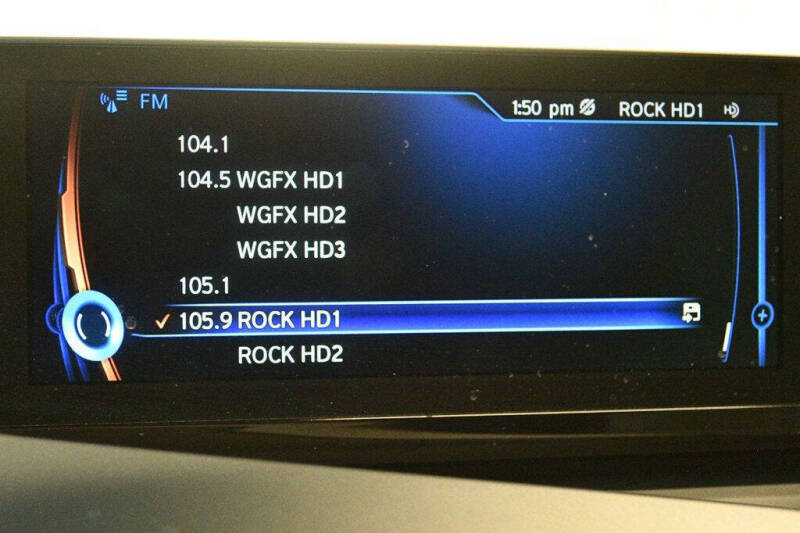 FM
1:50 pm ROCK HD1 HD
104.1
104.5 WGFX HD1
WGFX HD2
WGFX HD3
105.1
105.9 ROCK HD1
ROCK HD2